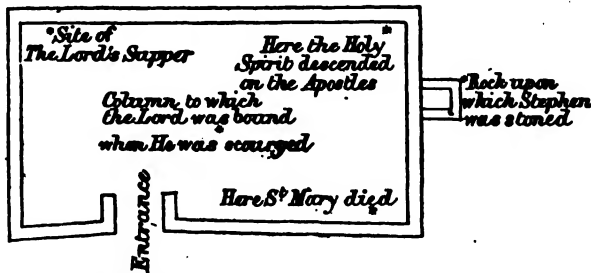 *Site of
The Lord's Supper
Here the Holy*
Spirit descended
on the Apostles
*Rock upon
which Stephen
was stoned
Column to which
the Lord was bound
*
when He was scourged
Here St Mary died
*
Entrance